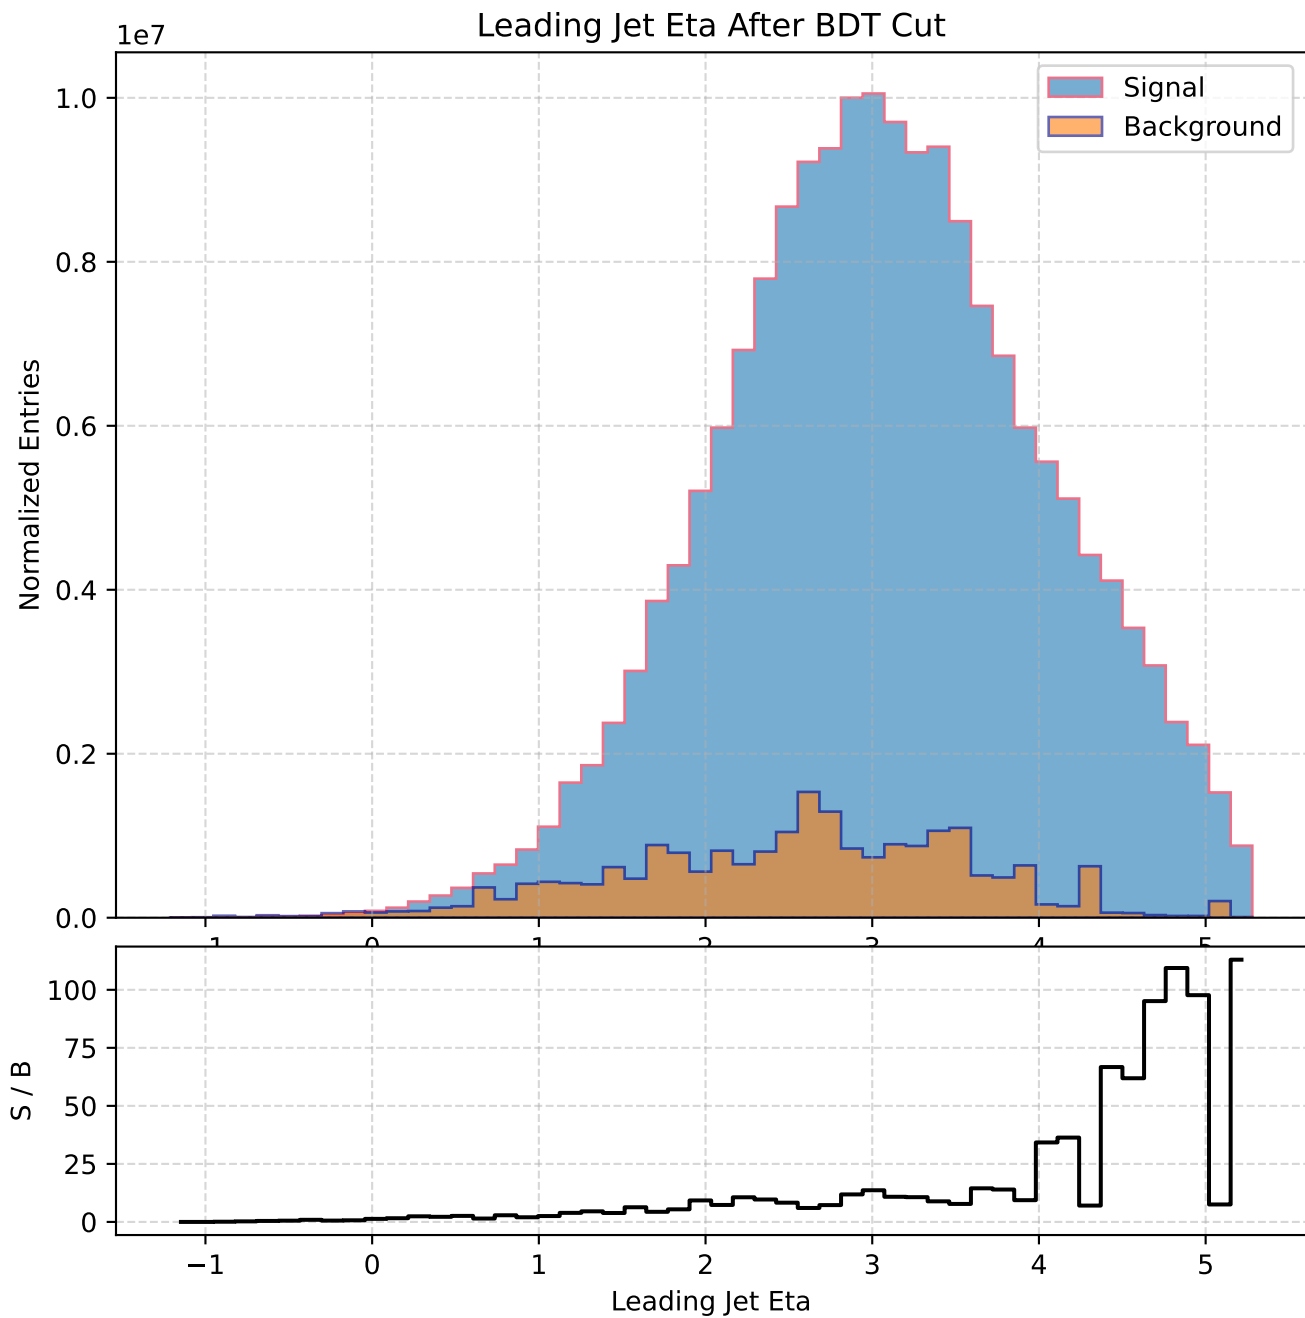 Leading Jet Eta After BDT Cut
1e7
1.0
0.8
0.6
0.4
0.2
0.0
Normalized Entries
Signal
Background
−1 0 1 2 3 4 5
100
75
50
25
0
S / B
−1 0 1 2 3 4 5
Leading Jet Eta